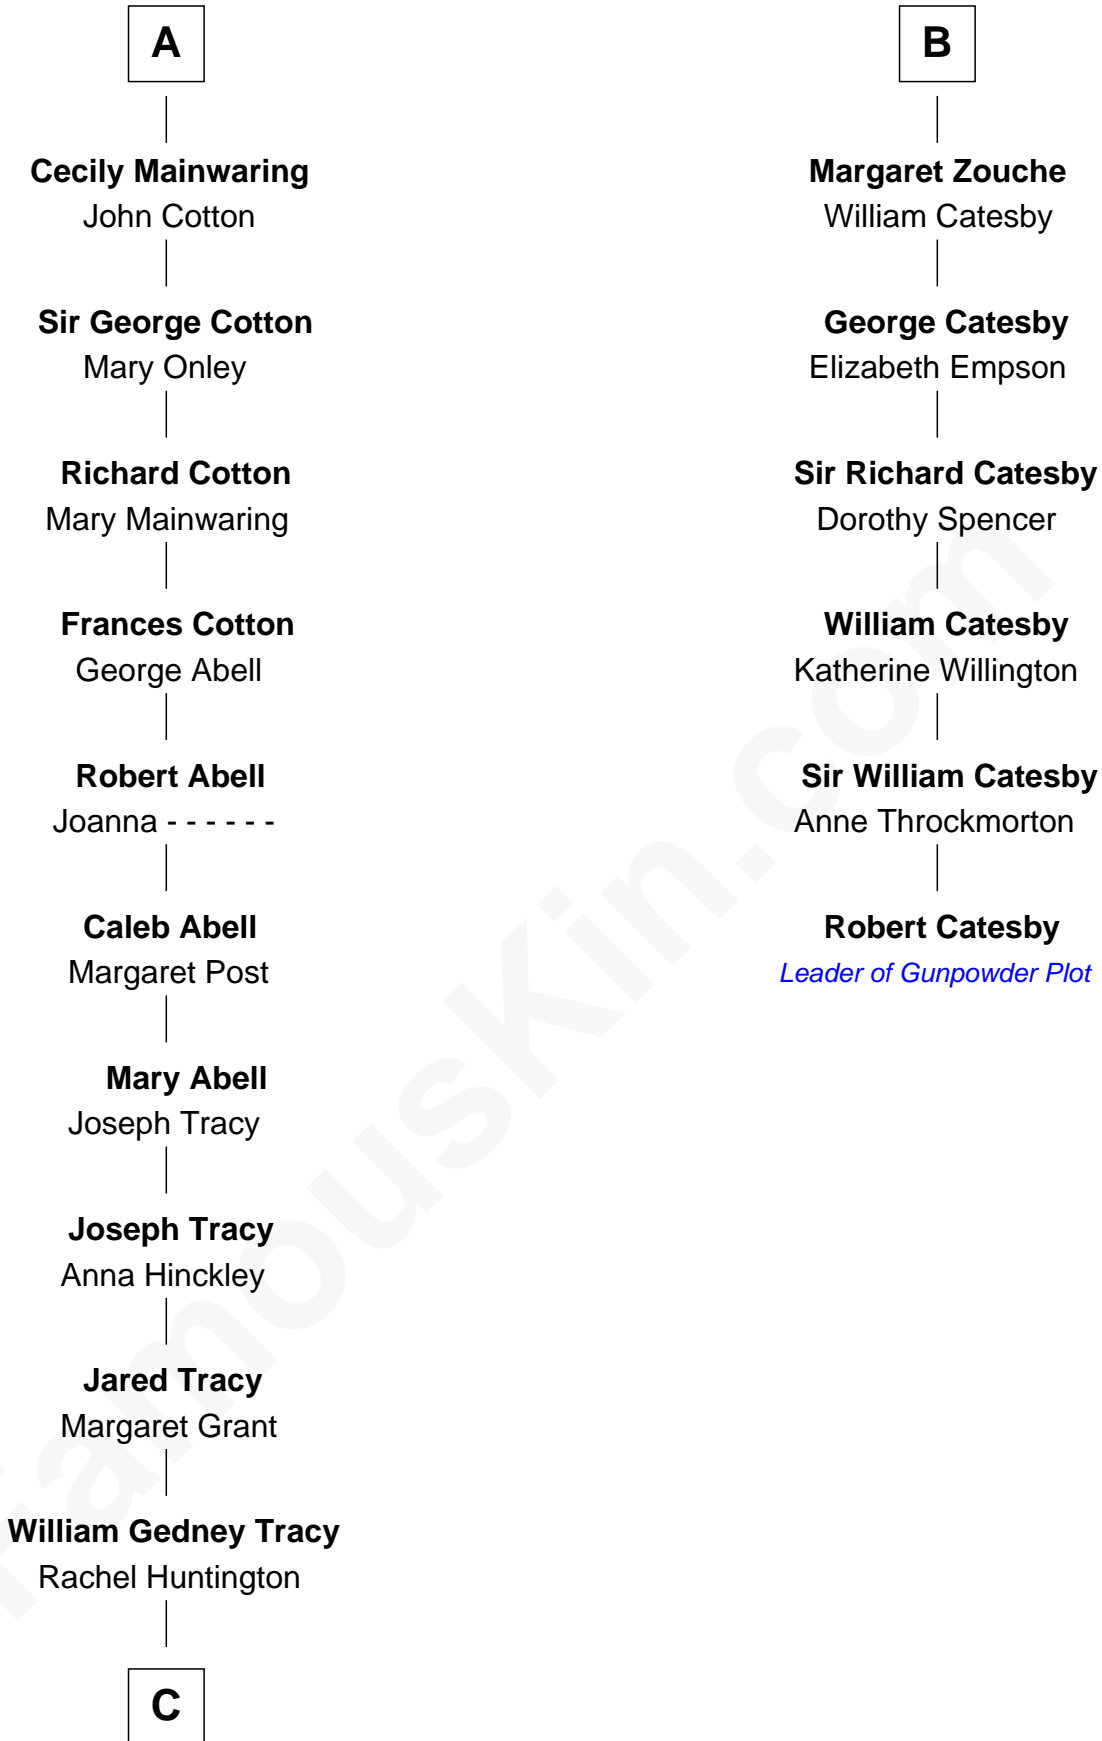 A
Cecily Mainwaring
John Cotton
Sir George Cotton
Mary Onley
Richard Cotton
Mary Mainwaring
Frances Cotton
George Abell
Robert Abell
Joanna - - - - - -
Caleb Abell
Margaret Post
Mary Abell
Joseph Tracy
Joseph Tracy
Anna Hinckley
Jared Tracy
Margaret Grant
William Gedney Tracy
Rachel Huntington
C
B
Margaret Zouche
William Catesby
George Catesby
Elizabeth Empson
Sir Richard Catesby
Dorothy Spencer
William Catesby
Katherine Willington
Sir William Catesby
Anne Throckmorton
Robert Catesby
Leader of Gunpowder Plot
FamousKin.com